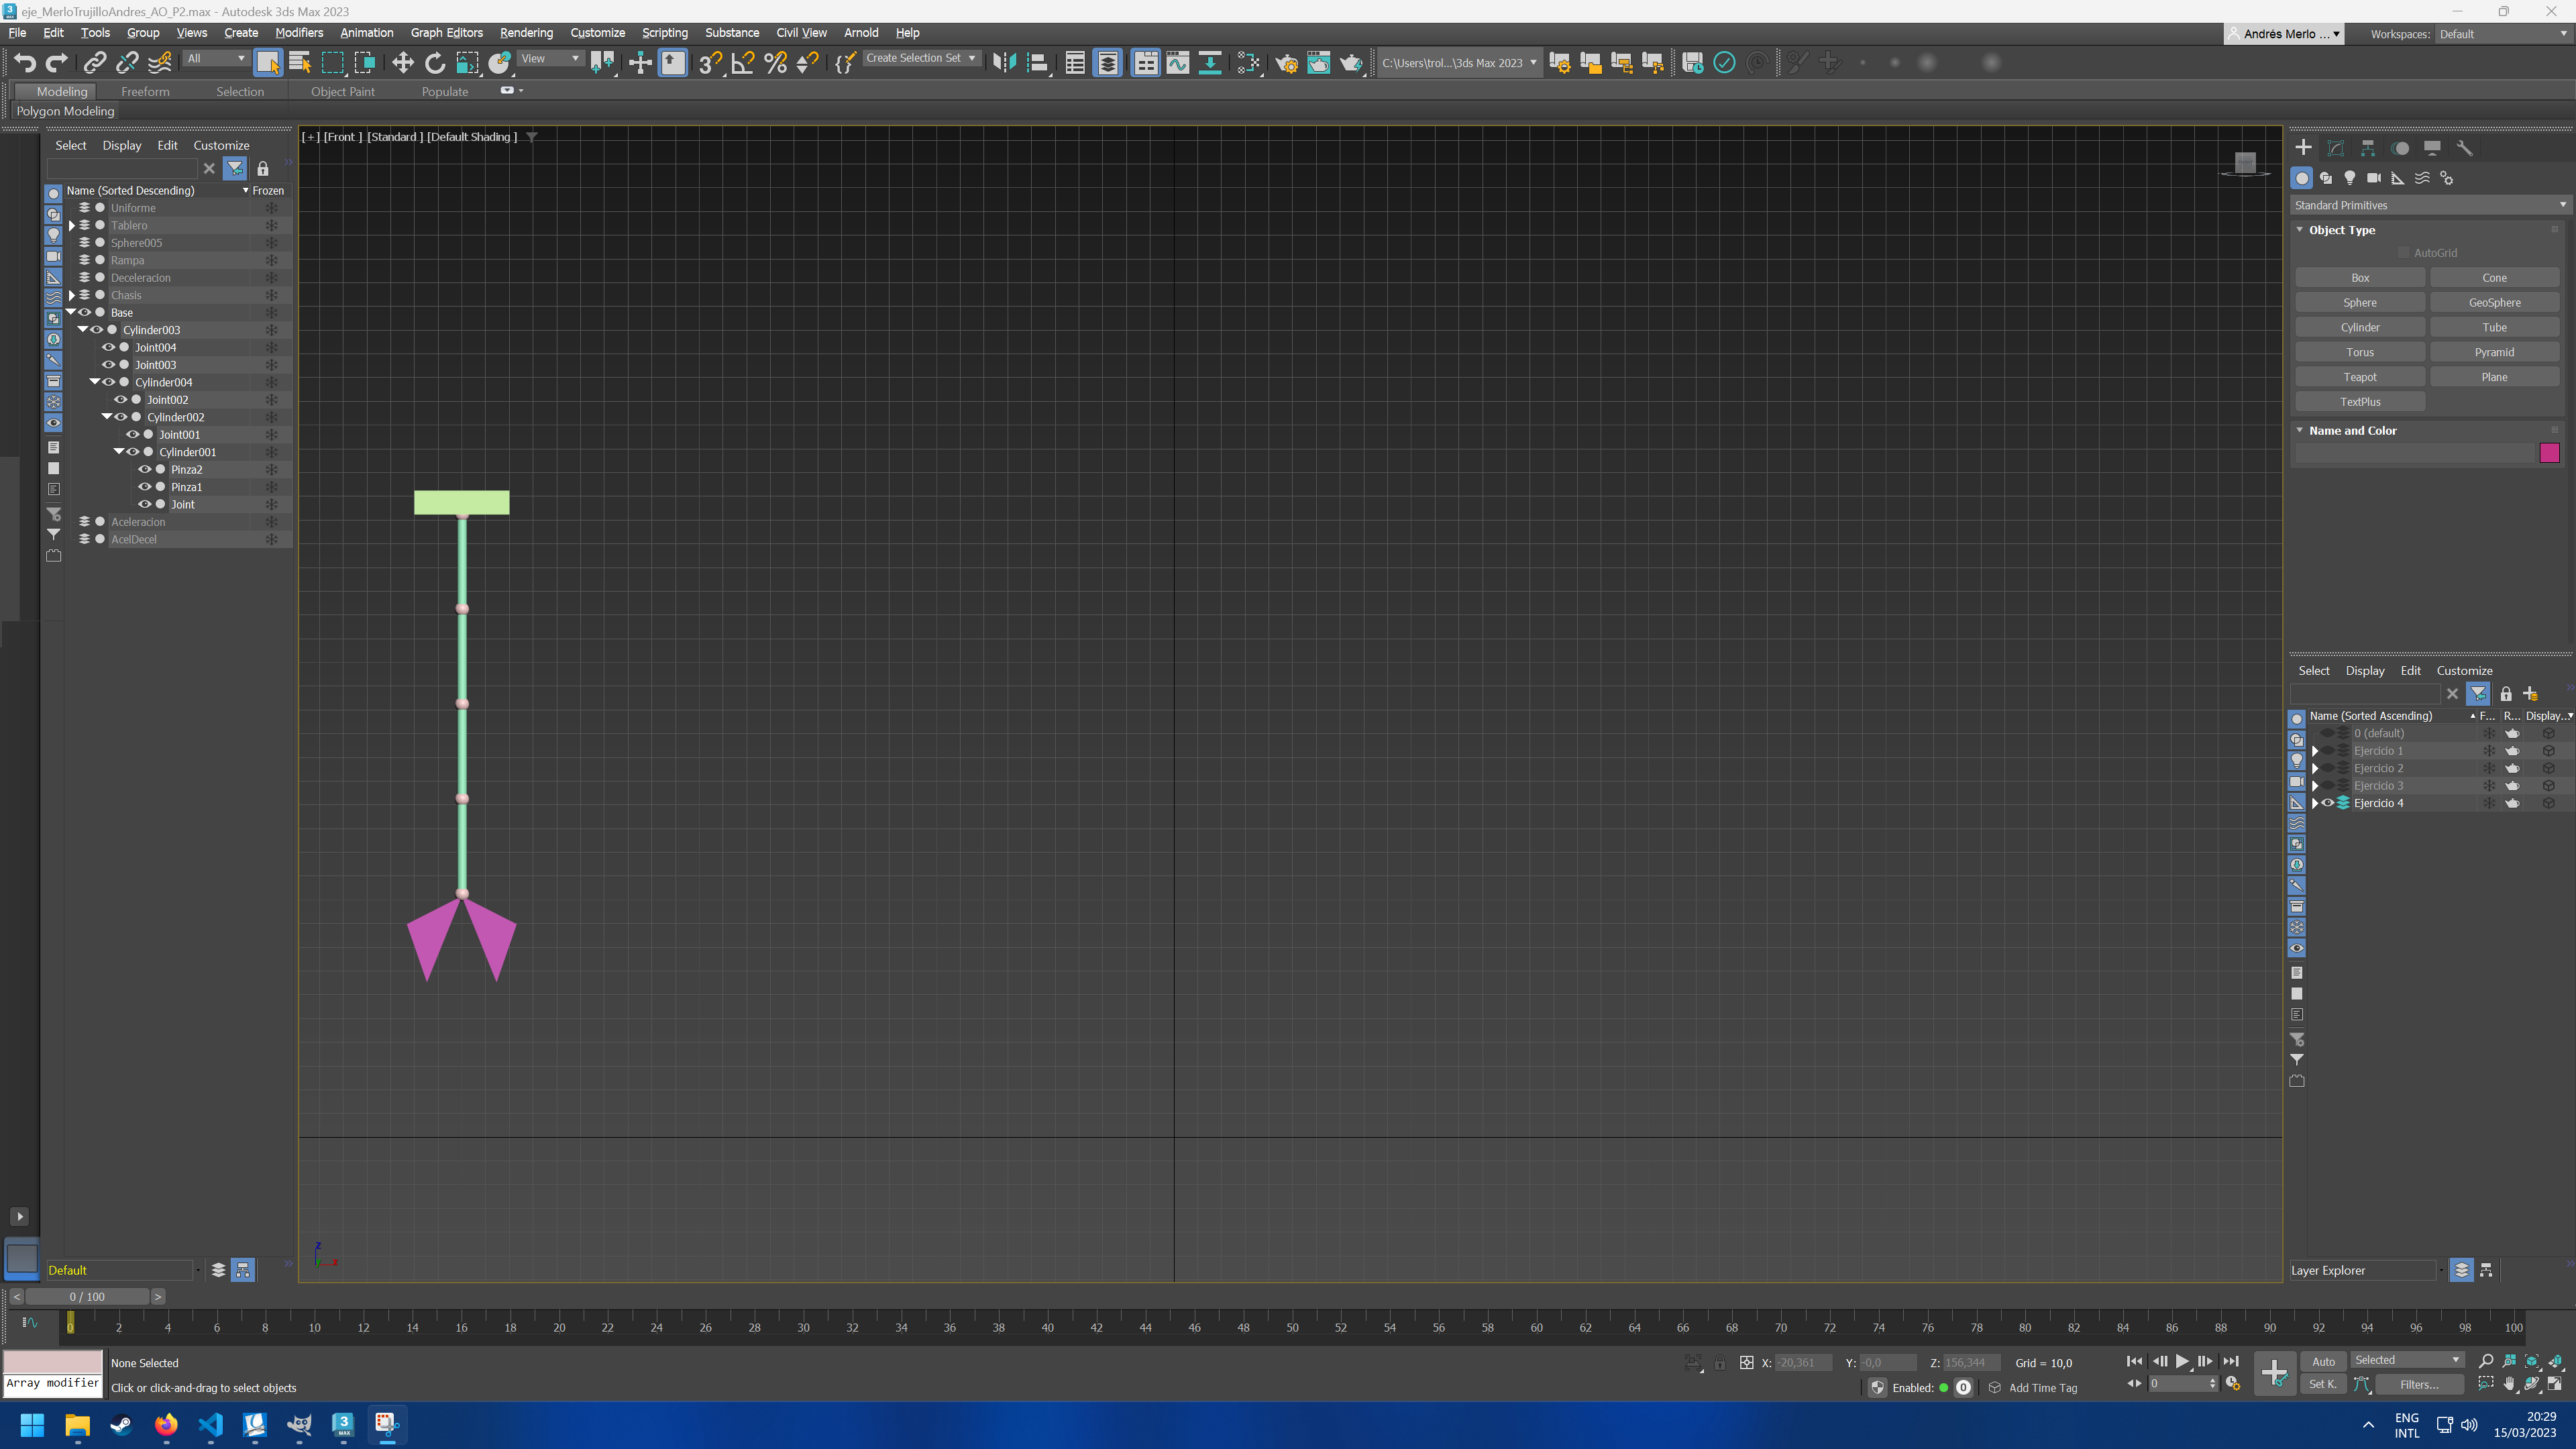 eje_MerloTrujilloAndres_AO_P2.max - Autodesk 3ds Max 2023
File Edit Tools Group Views Create Modifiers Animation Graph Editors Rendering Customize Scripting Substance Civil View Arnold Help
Andrés Merlo ... Workspaces: Default
All View Create Selection Set C:\Users\trol...\3ds Max 2023
Modeling Freeform Selection Object Paint Populate
Polygon Modeling
Select Display Edit Customize
Name (Sorted Descending) Frozen
Uniforme
Tablero
Sphere005
Rampa
Deceleracion
Chasis
Base
Cylinder003
Joint004
Joint003
Cylinder004
Joint002
Cylinder002
Joint001
Cylinder001
Pinza2
Pinza1
Joint
Aceleracion
AcelDecel
Default
[+] [Front ] [Standard ] [Default Shading ]
Standard Primitives
Object Type
AutoGrid
Box Cone
Sphere GeoSphere
Cylinder Tube
Torus Pyramid
Teapot Plane
TextPlus
Name and Color
Select Display Edit Customize
Name (Sorted Ascending) F... R... Display...
0 (default)
Ejercicio 1
Ejercicio 2
Ejercicio 3
Ejercicio 4
Layer Explorer
z
x
< 0 / 100 >
0 2 4 6 8 10 12 14 16 18 20 22 24 26 28 30 32 34 36 38 40 42 44 46 48 50 52 54 56 58 60 62 64 66 68 70 72 74 76 78 80 82 84 86 88 90 92 94 96 98 100
None Selected
X: -20,361 Y: -0,0 Z: 156,344 Grid = 10,0
Array modifier
Click or click-and-drag to select objects
Enabled: 0 Add Time Tag
0
Auto Selected
Set K. Filters...
ENG
INTL
20:29
15/03/2023